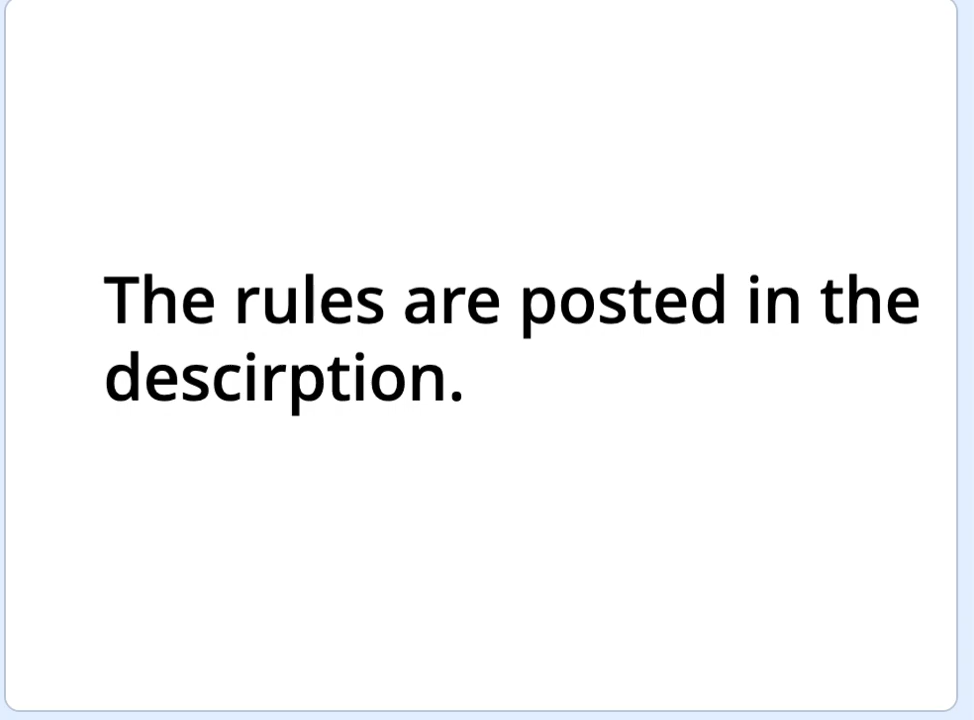 The rules are posted in the
descirption.